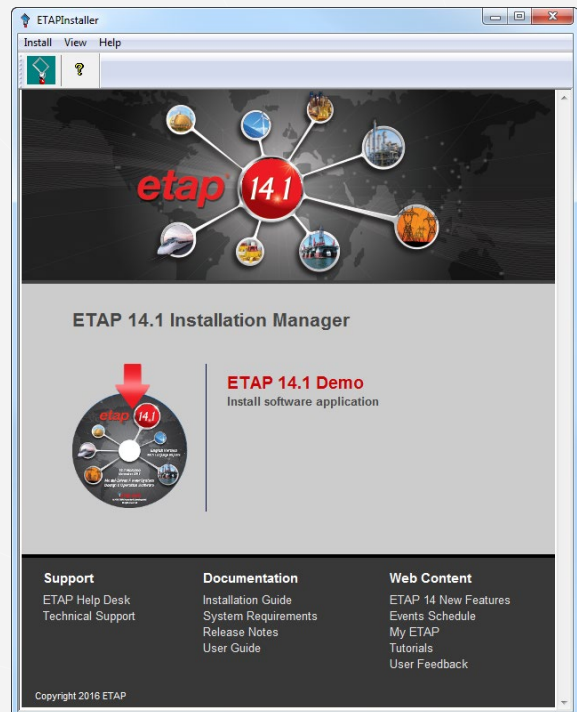 ETAPInstaller
Install View Help
etap 14.1
ETAP 14.1 Installation Manager
ETAP 14.1 Demo
Install software application
etap 14.1
Support
ETAP Help Desk
Technical Support
Documentation
Installation Guide
System Requirements
Release Notes
User Guide
Web Content
ETAP 14 New Features
Events Schedule
My ETAP
Tutorials
User Feedback
Copyright 2016 ETAP